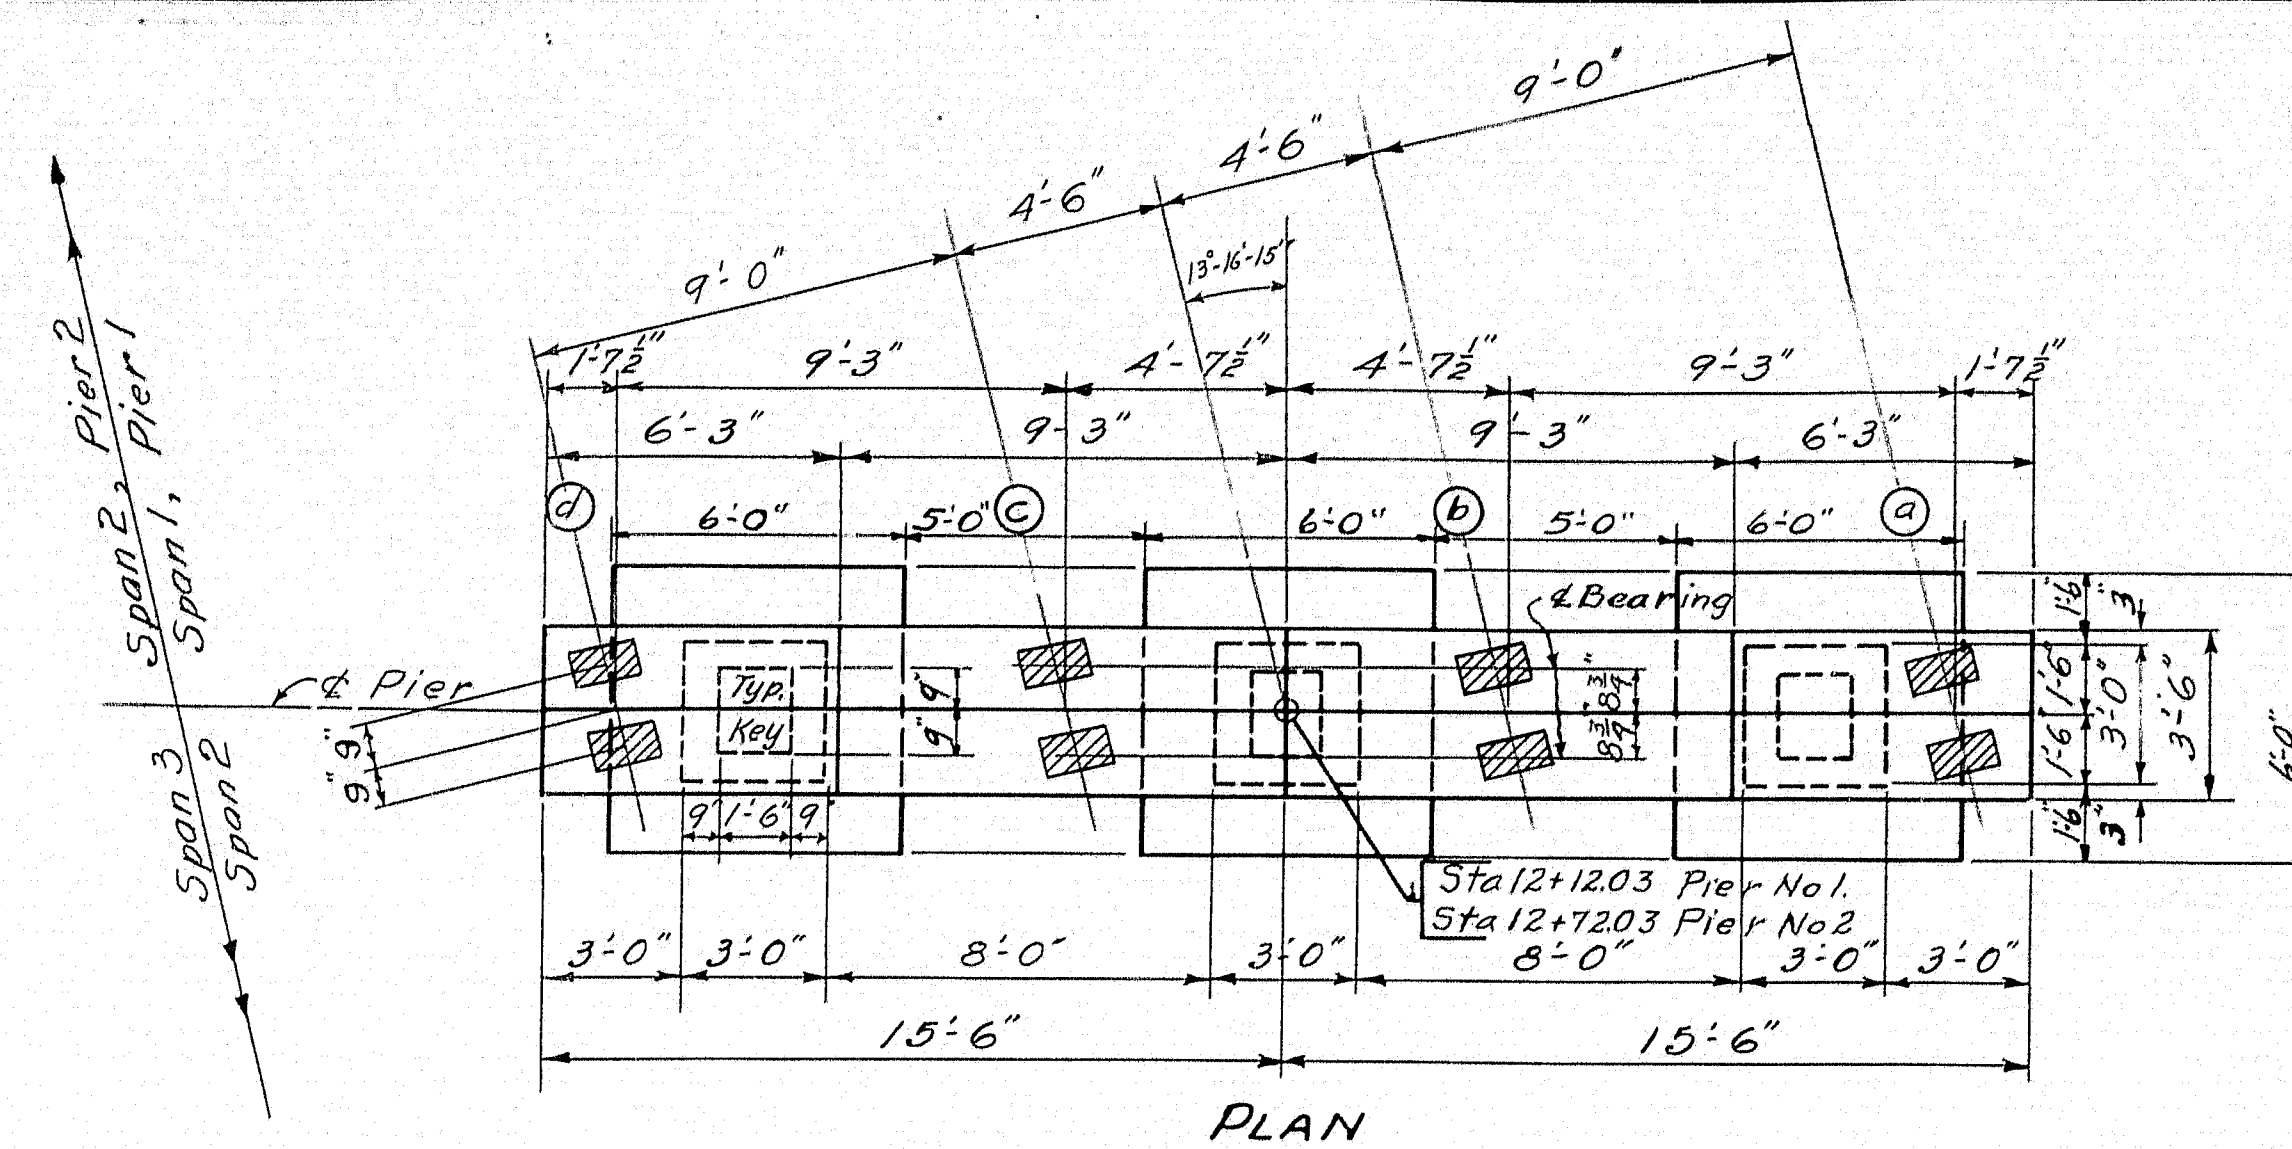 9'-0"
4'-6"
4'-6"
9'-0"
13°-16'-15"
1'-7½" 9'-3" 4'-7½" 4'-7½" 9'-3" 1'-7½"
6'-3" 9'-3" 9'-3" 6'-3"
d 6'-0" 5'-0" c 6'-0" b 5'-0" 6'-0" a
Span 2, Pier 2
Span 1, Pier 1
Span 3
Span 2
℄ Pier
9" 9"
Typ.
Key
9" 9"
℄ Bearing
8¾" 8¾"
1'-6" 3"
1'-6" 1'-6" 3'-0" 3'-6" 6'-0"
1'-6" 3"
9" 1'-6" 9"
Sta 12+12.03 Pier No 1.
Sta 12+72.03 Pier No 2
3'-0" 3'-0" 8'-0" 3'-0" 8'-0" 3'-0" 3'-0"
15'-6" 15'-6"
PLAN